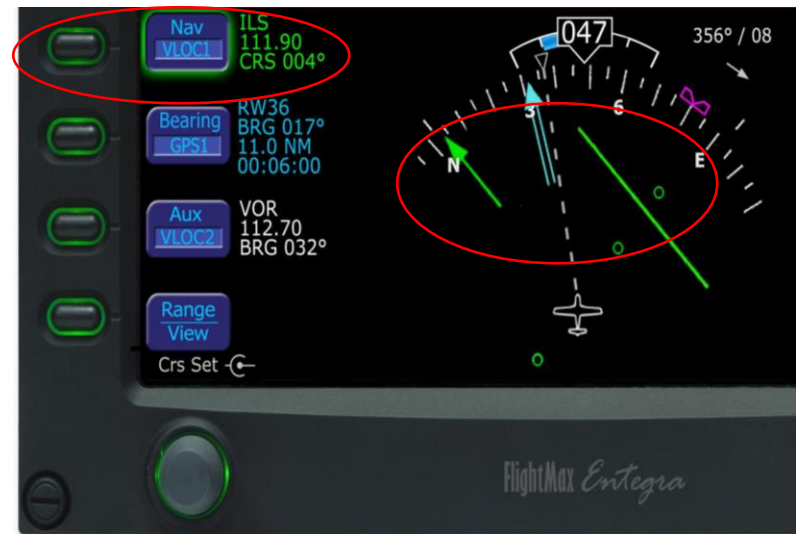 Nav
VLOC1
ILS
111.90
CRS 004°
Bearing
GPS1
RW36
BRG 017°
11.0 NM
00:06:00
Aux
VLOC2
VOR
112.70
BRG 032°
Range
View
Crs Set
047
356° / 08
N
3
6
E
FlightMax Entegra